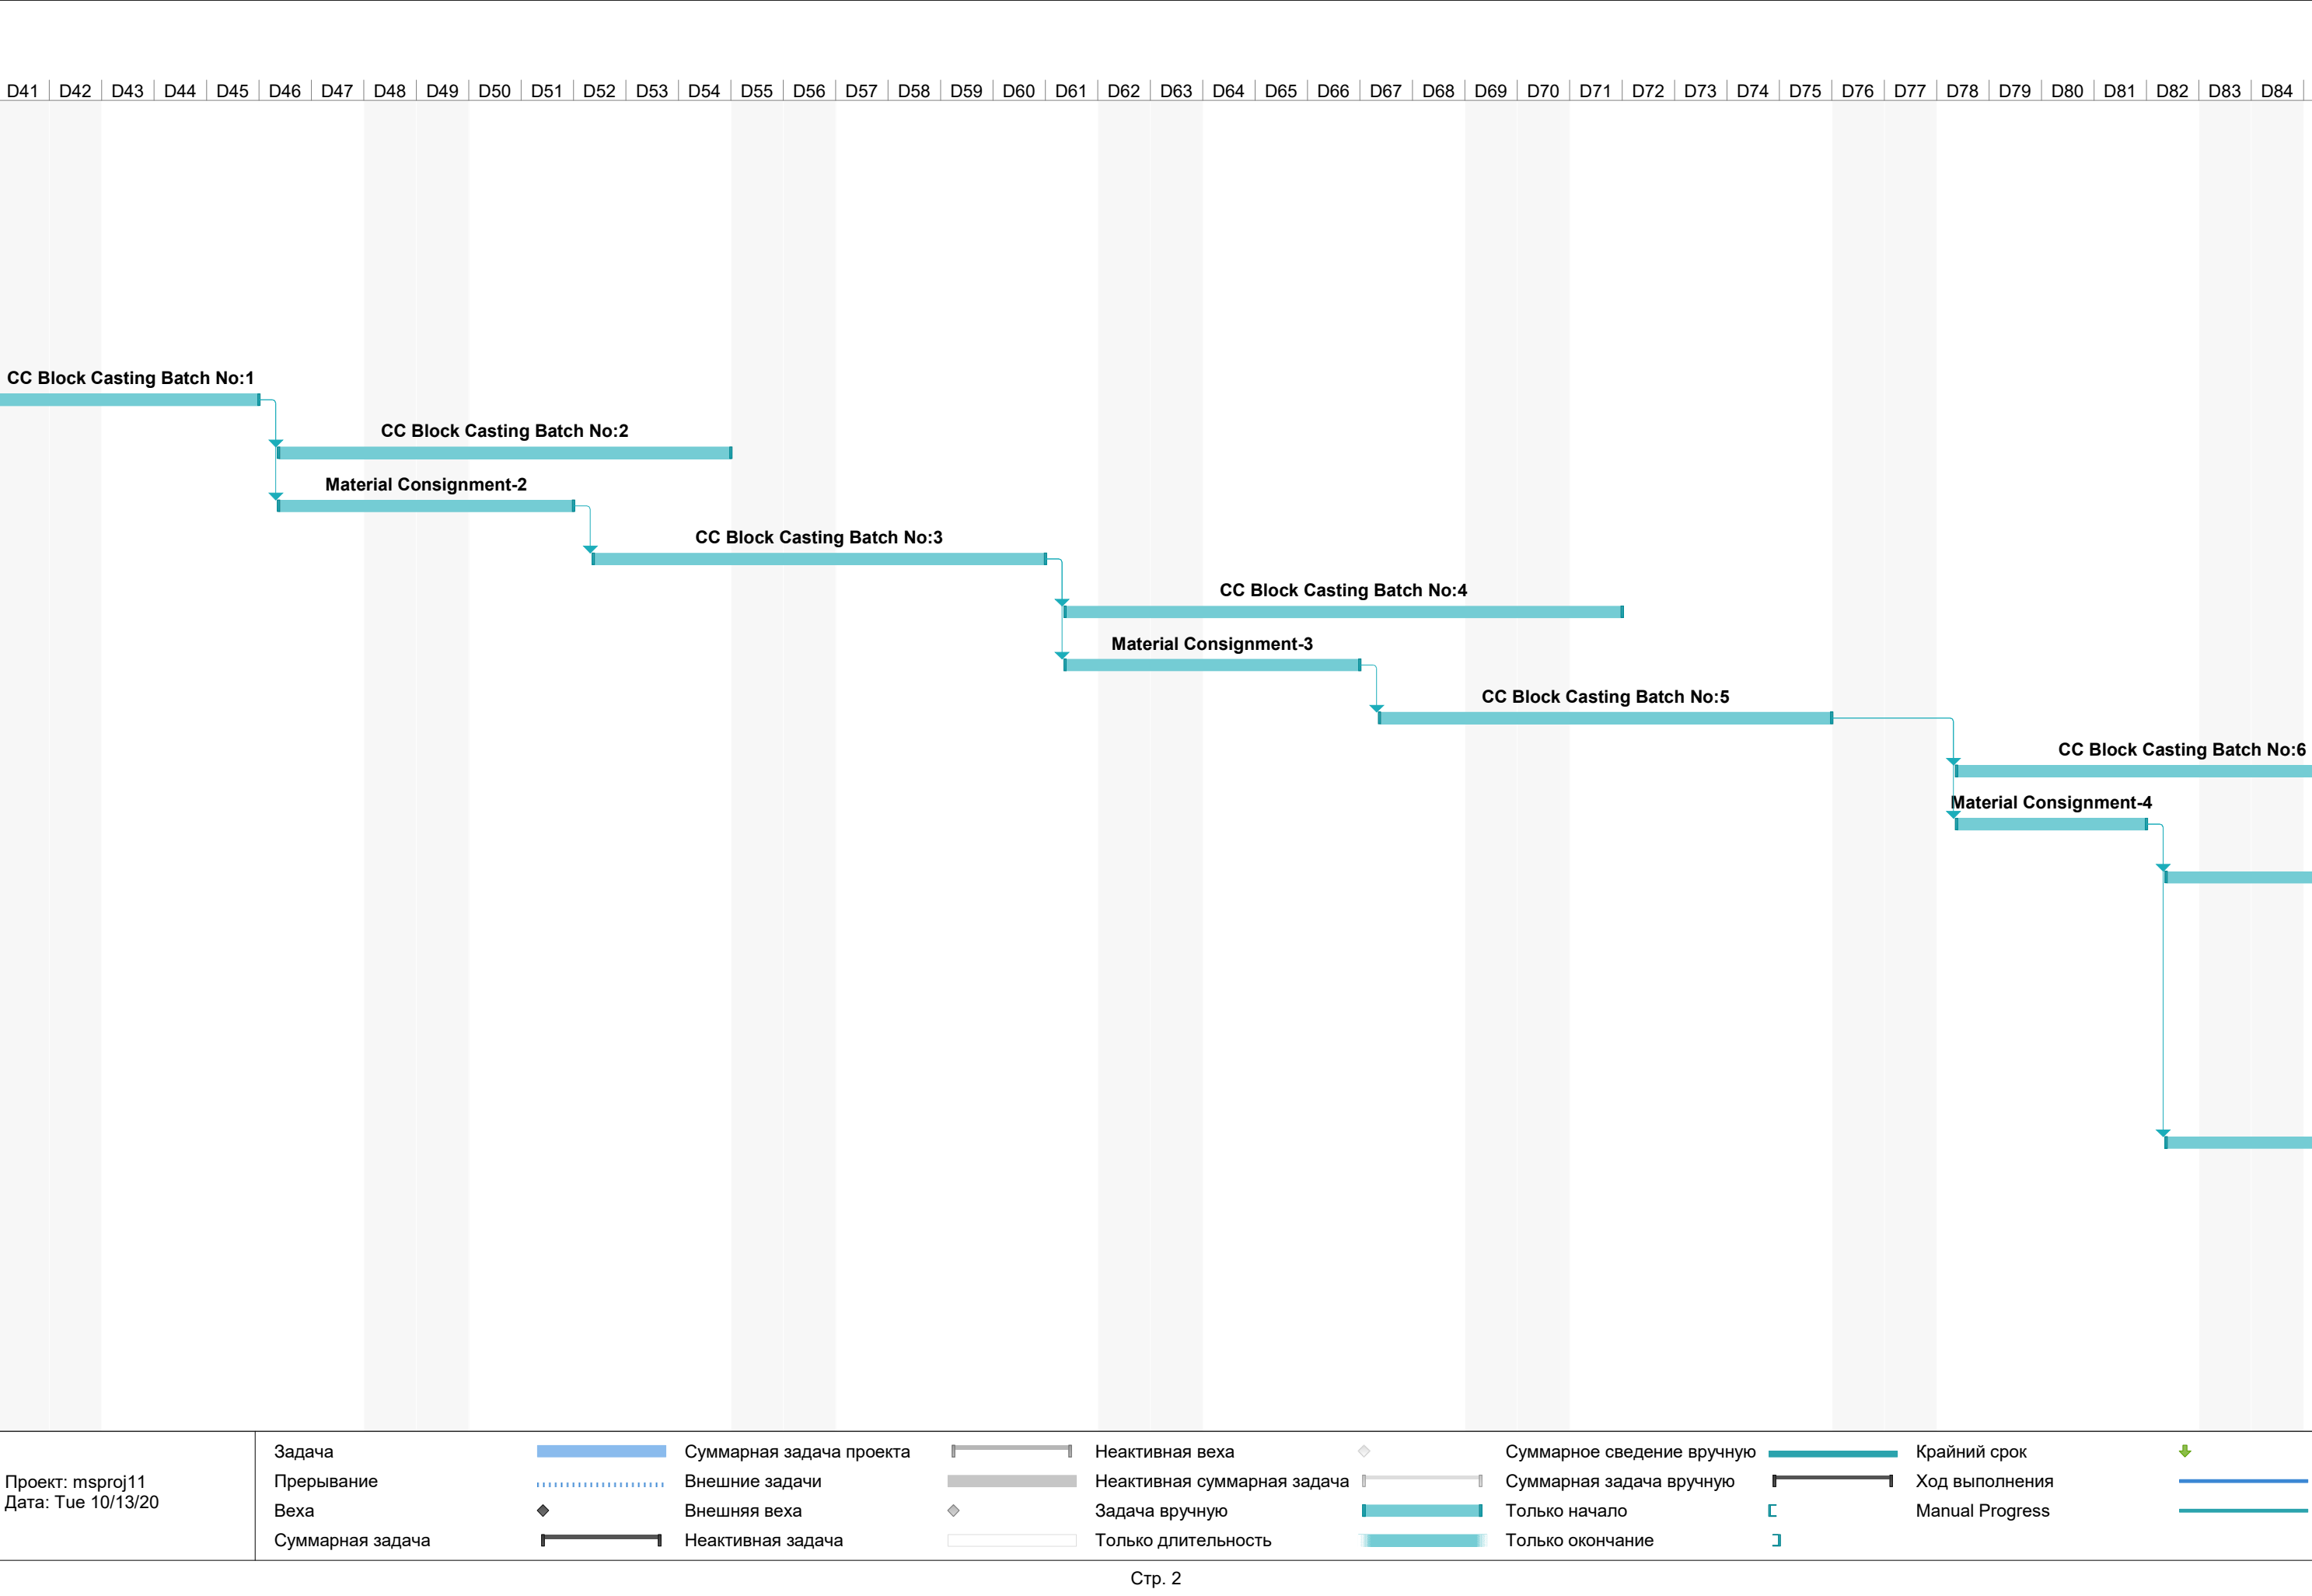 D41 D42 D43 D44 D45 D46 D47 D48 D49 D50 D51 D52 D53 D54 D55 D56 D57 D58 D59 D60 D61 D62 D63 D64 D65 D66 D67 D68 D69 D70 D71 D72 D73 D74 D75 D76 D77 D78 D79 D80 D81 D82 D83 D84
CC Block Casting Batch No:1
CC Block Casting Batch No:2
Material Consignment-2
CC Block Casting Batch No:3
CC Block Casting Batch No:4
Material Consignment-3
CC Block Casting Batch No:5
CC Block Casting Batch No:6
Material Consignment-4
Проект: msproj11
Дата: Tue 10/13/20
Задача
Прерывание
Веха
Суммарная задача
Суммарная задача проекта
Внешние задачи
Внешняя веха
Неактивная задача
Неактивная веха
Неактивная суммарная задача
Задача вручную
Только длительность
Суммарное сведение вручную
Суммарная задача вручную
Только начало
Только окончание
Крайний срок
Ход выполнения
Manual Progress
Стр. 2